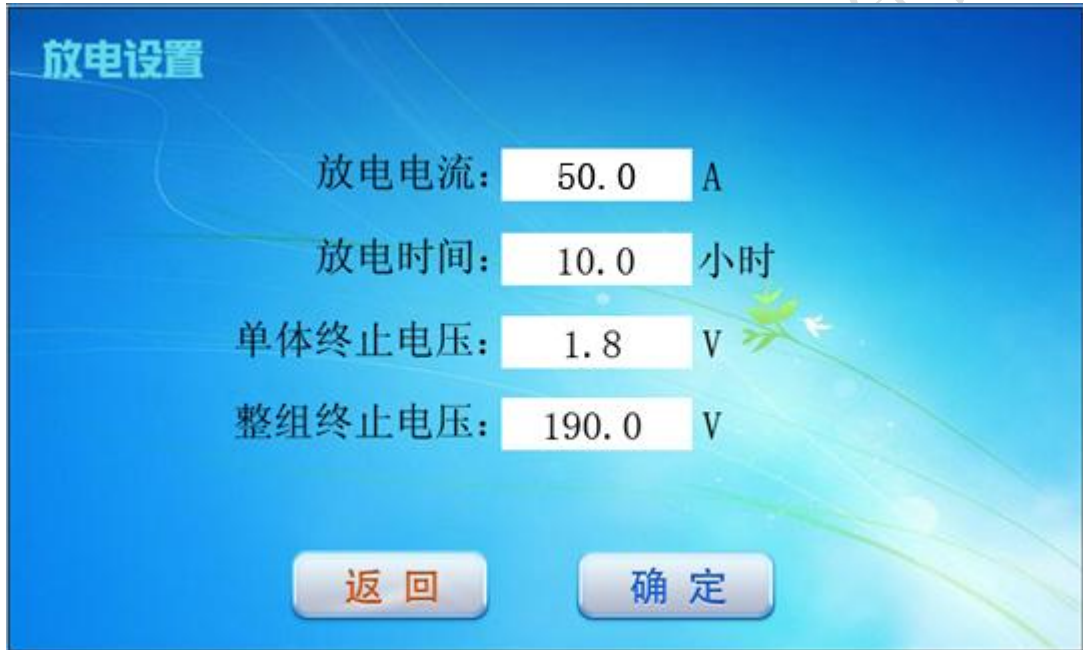 放电设置
放电电流： 50.0 A
放电时间： 10.0 小时
单体终止电压： 1.8 V
整组终止电压： 190.0 V
返回 确定